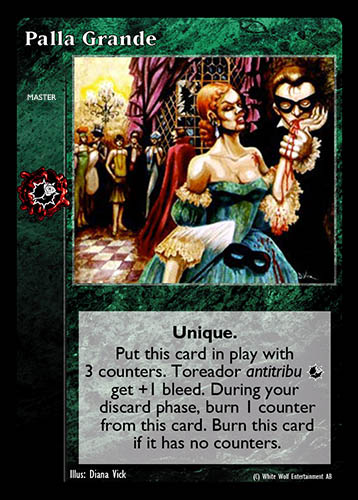 Palla Grande
MASTER
Unique.
Put this card in play with
3 counters. Toreador antitribu
get +1 bleed. During your
discard phase, burn 1 counter
from this card. Burn this card
if it has no counters.
Illus: Diana Vick
(C) White Wolf Entertainment AB